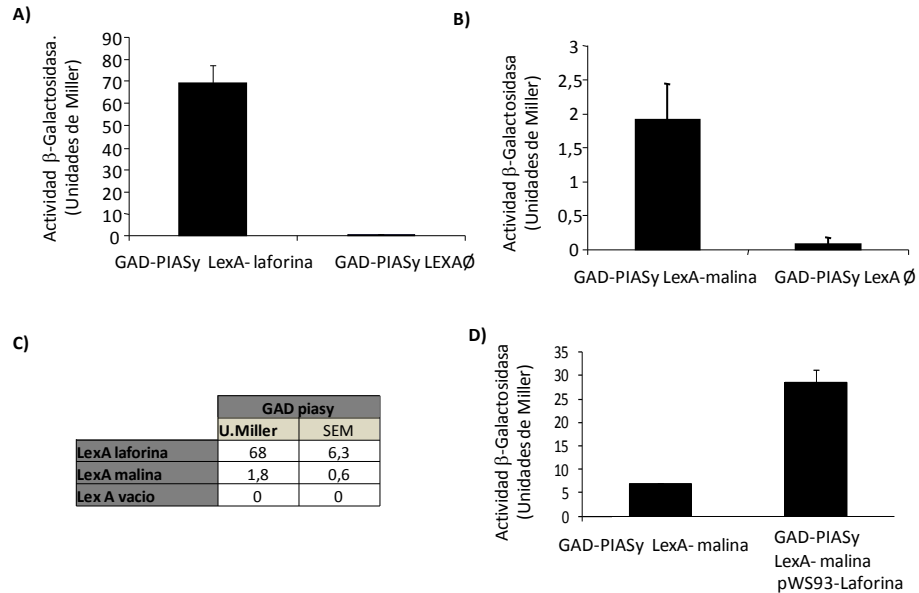 A)
Actividad β-Galactosidasa.
(Unidades de Miller)
90
80
70
60
50
40
30
20
10
0
GAD-PIASy LexA- laforina
GAD-PIASy LEXAØ
B)
Actividad β-Galactosidasa
(Unidades de Miller)
3
2,5
2
1,5
1
0,5
0
GAD-PIASy LexA-malina
GAD-PIASy LexA Ø
C)
GAD piasy
U.Miller SEM
LexA laforina 68 6,3
LexA malina 1,8 0,6
Lex A vacio 0 0
D)
Actividad β-Galactosidasa
(Unidades de Miller)
35
30
25
20
15
10
5
0
GAD-PIASy LexA- malina
GAD-PIASy
LexA- malina
pWS93-Laforina